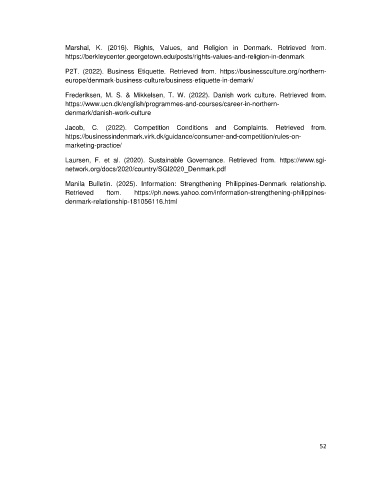 Marshal, K. (2016). Rights, Values, and Religion in Denmark. Retrieved from.
https://berkleycenter.georgetown.edu/posts/rights-values-and-religion-in-denmark
P2T. (2022). Business Etiquette. Retrieved from. https://businessculture.org/northern-
europe/denmark-business-culture/business-etiquette-in-demark/
Frederiksen, M. S. & Mikkelsen, T. W. (2022). Danish work culture. Retrieved from.
https://www.ucn.dk/english/programmes-and-courses/career-in-northern-
denmark/danish-work-culture
Jacob, C. (2022). Competition Conditions and Complaints. Retrieved from.
https://businessindenmark.virk.dk/guidance/consumer-and-competition/rules-on-
marketing-practice/
Laursen, F. et al. (2020). Sustainable Governance. Retrieved from. https://www.sgi-
network.org/docs/2020/country/SGI2020_Denmark.pdf
Manila Bulletin. (2025). Information: Strengthening Philippines-Denmark relationship.
Retrieved ftom. https://ph.news.yahoo.com/information-strengthening-philippines-
denmark-relationship-181056116.html
52